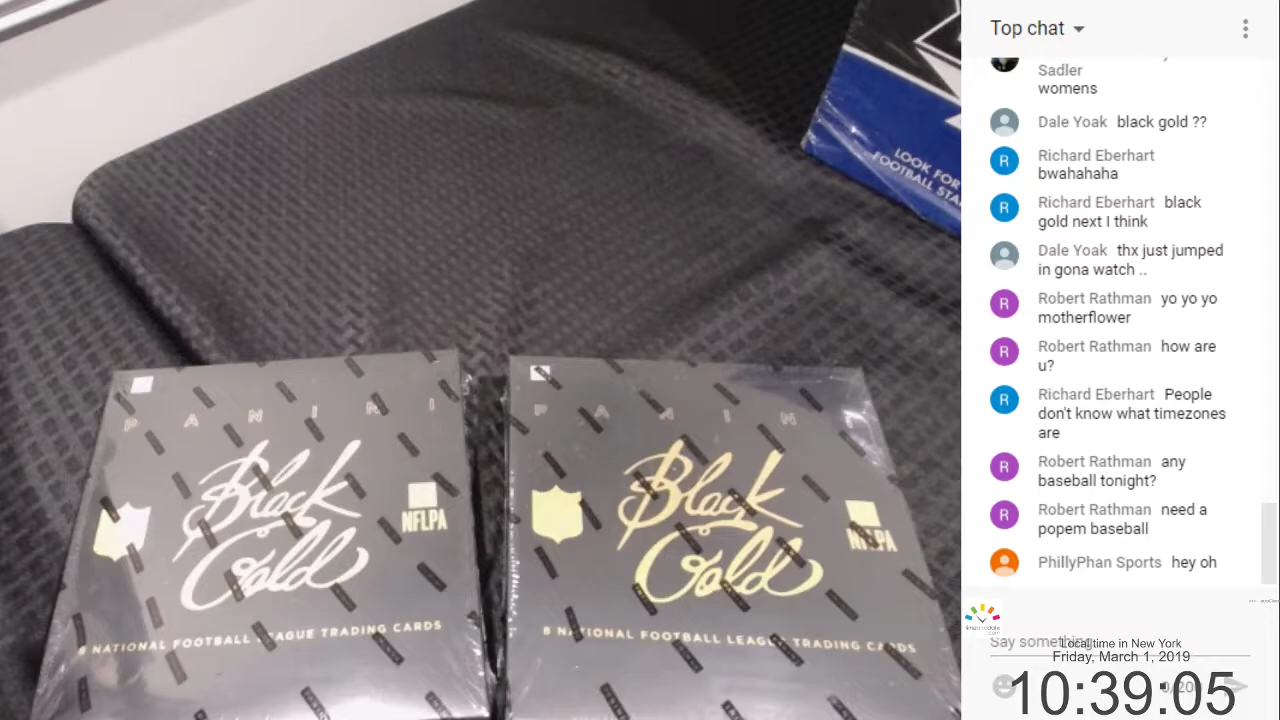 LOOK FOR
FOOTBALL STA
P A N I N I
Black
Gold
NFLPA
8 NATIONAL FOOTBALL LEAGUE TRADING CARDS
P A N I N
Black
Gold
NFLPA
8 NATIONAL FOOTBALL LEAGUE TRADING CARDS
Top chat
Sadler
womens
Dale Yoak black gold ??
Richard Eberhart
bwahahaha
Richard Eberhart black
gold next I think
Dale Yoak thx just jumped
in gona watch ..
Robert Rathman yo yo yo
motherflower
Robert Rathman how are
u?
Richard Eberhart People
don't know what timezones
are
Robert Rathman any
baseball tonight?
Robert Rathman need a
popem baseball
PhillyPhan Sports hey oh
Say something...
Local time in New York
Friday, March 1, 2019
10:39:05